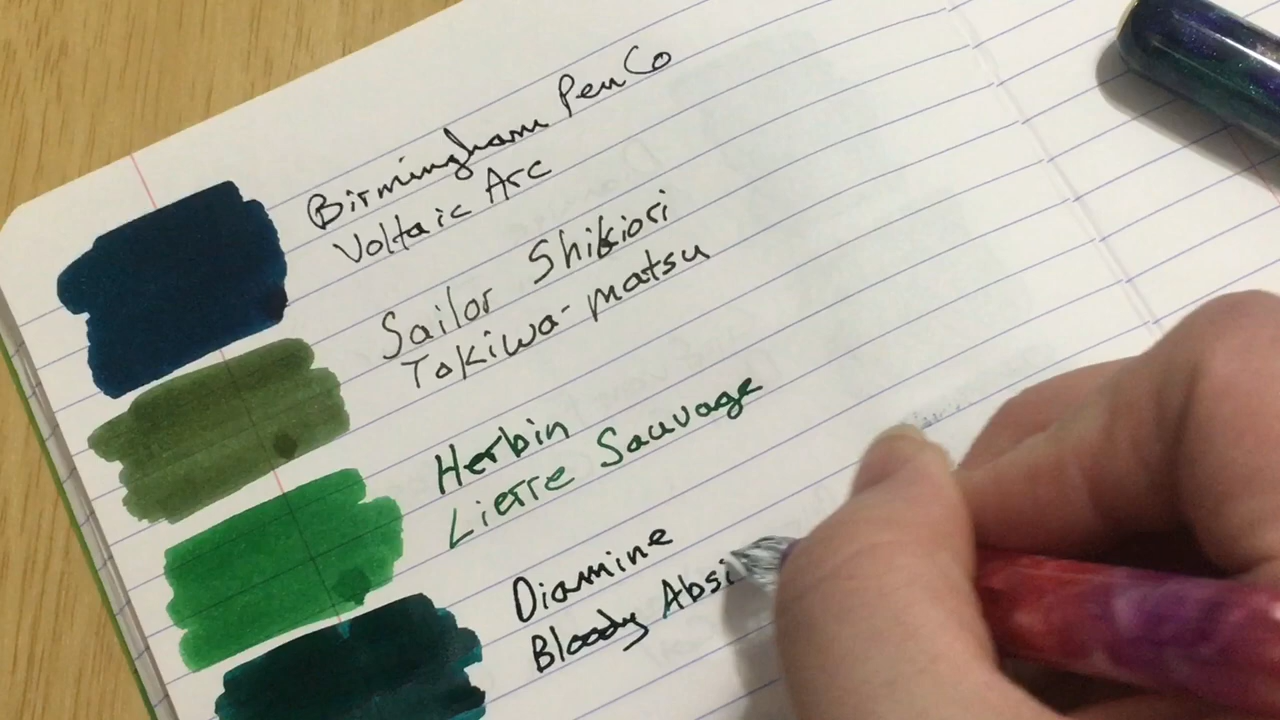 Birmingham Pen Co
Voltaic Arc
Sailor Shikiori
Tokiwa-matsu
Herbin
Lierre Sauvage
Diamine
Bloody Absi